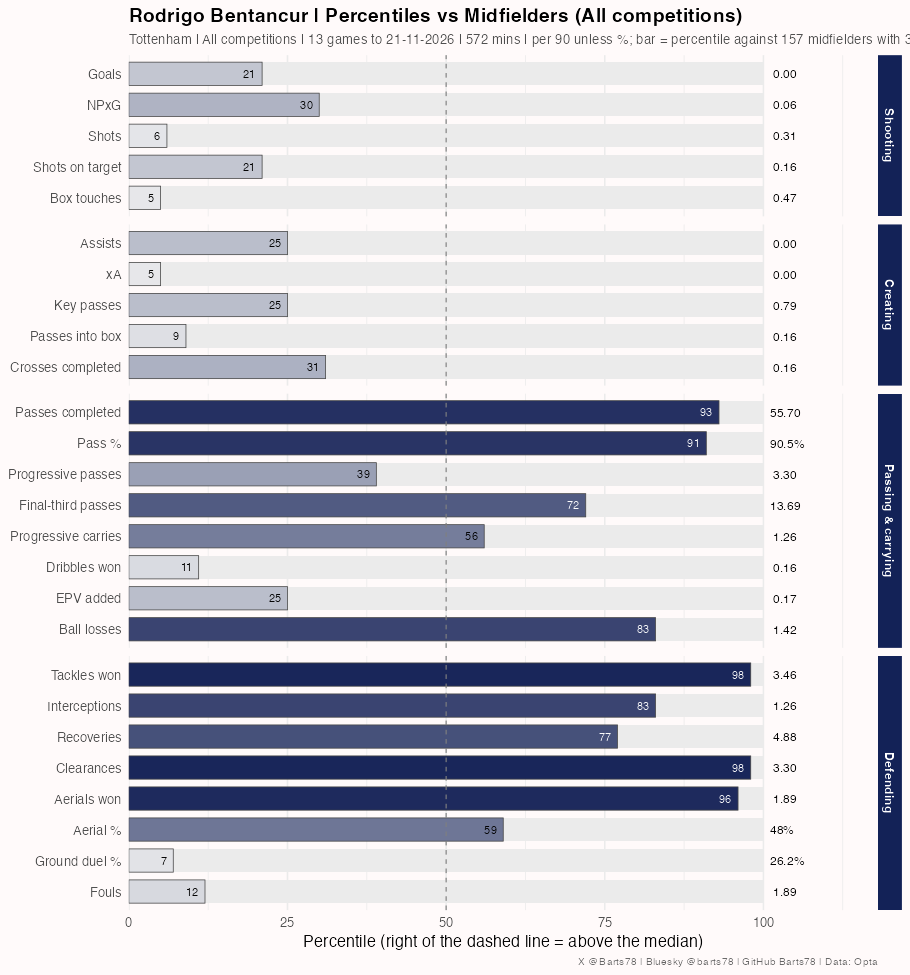 Rodrigo Bentancur | Percentiles vs Midfielders (All competitions)
Tottenham | All competitions | 13 games to 21-11-2026 | 572 mins | per 90 unless %; bar = percentile against 157 midfielders with 3
Goals 21 0.00
NPxG 30 0.06
Shots 6 0.31
Shots on target 21 0.16
Box touches 5 0.47
Shooting
Assists 25 0.00
xA 5 0.00
Key passes 25 0.79
Passes into box 9 0.16
Crosses completed 31 0.16
Creating
Passes completed 93 55.70
Pass % 91 90.5%
Progressive passes 39 3.30
Final-third passes 72 13.69
Progressive carries 56 1.26
Dribbles won 11 0.16
EPV added 25 0.17
Ball losses 83 1.42
Passing & carrying
Tackles won 98 3.46
Interceptions 83 1.26
Recoveries 77 4.88
Clearances 98 3.30
Aerials won 96 1.89
Aerial % 59 48%
Ground duel % 7 26.2%
Fouls 12 1.89
Defending
0 25 50 75 100
Percentile (right of the dashed line = above the median)
X @Barts78 | Bluesky @barts78 | GitHub Barts78 | Data: Opta